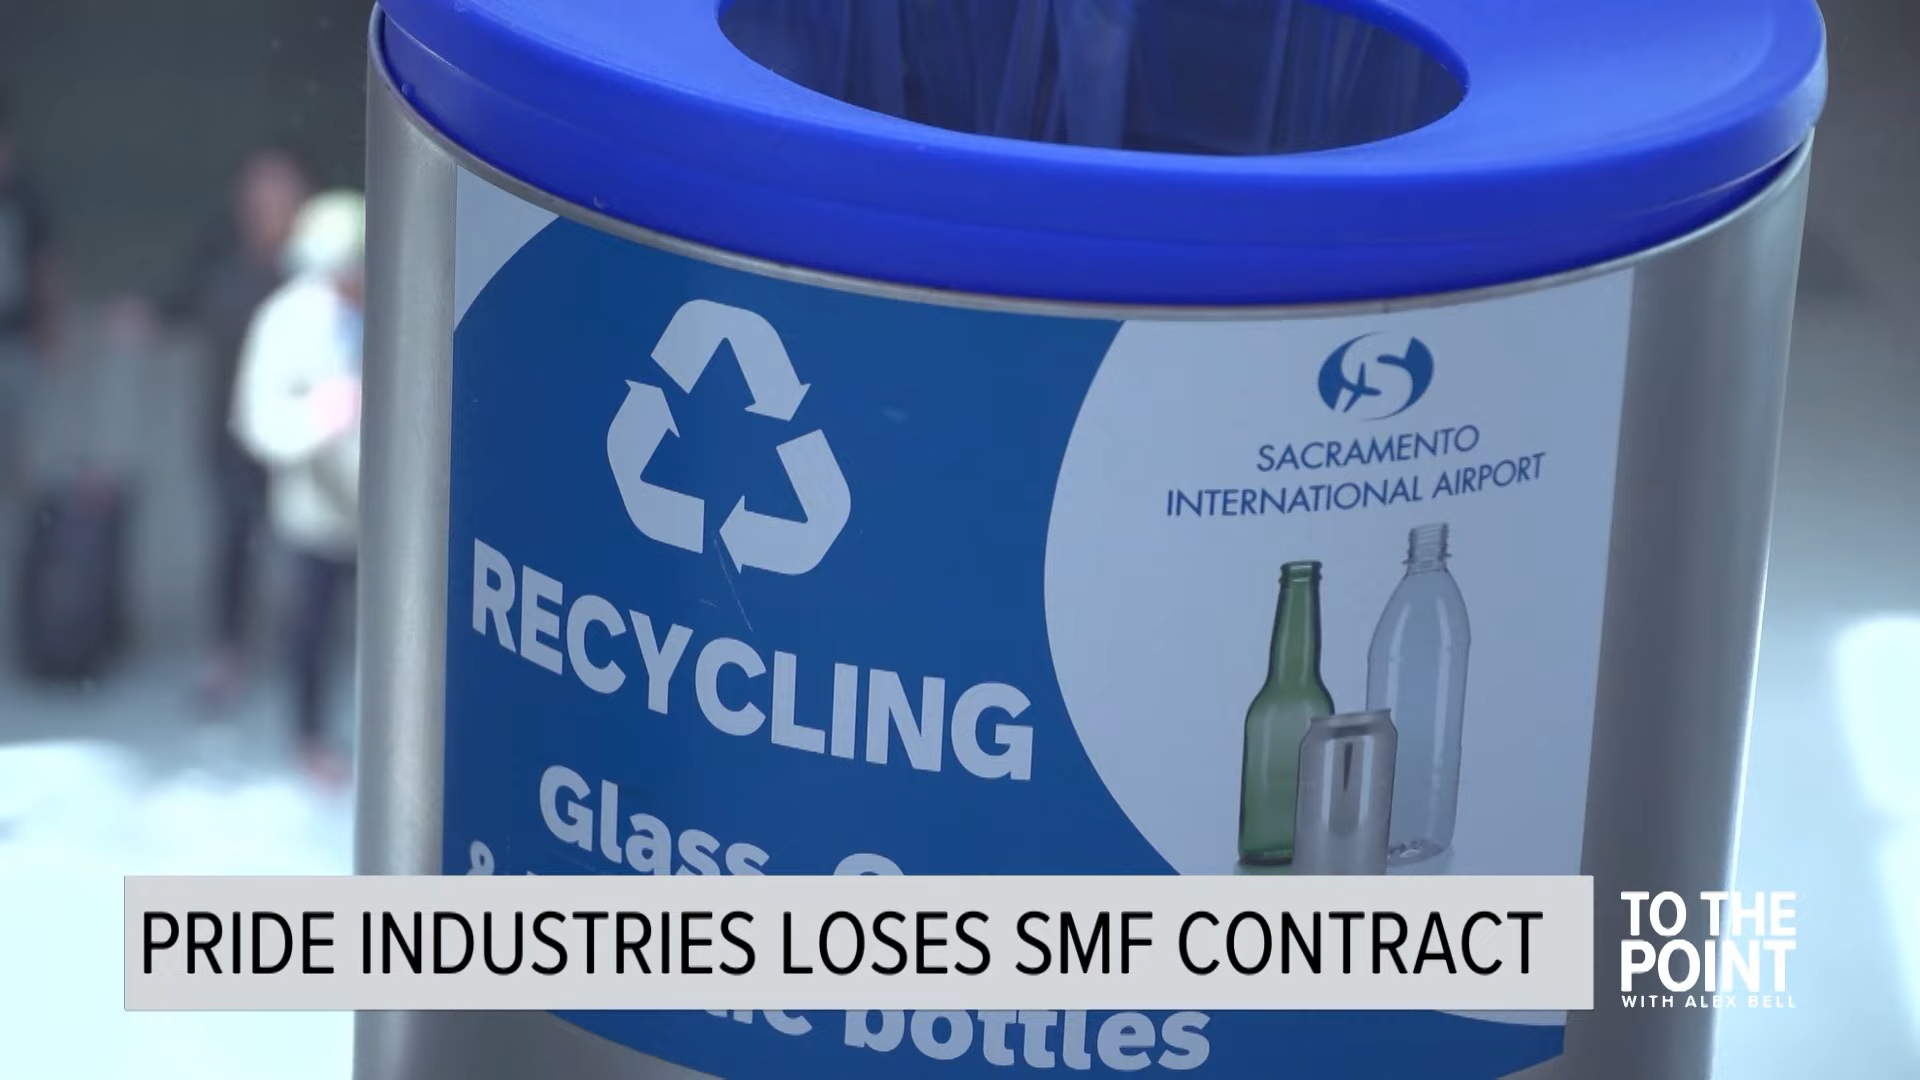 SACRAMENTO
INTERNATIONAL AIRPORT
RECYCLING
Glass,
&
bottles
PRIDE INDUSTRIES LOSES SMF CONTRACT
TO THE
POINT
WITH ALEX BELL